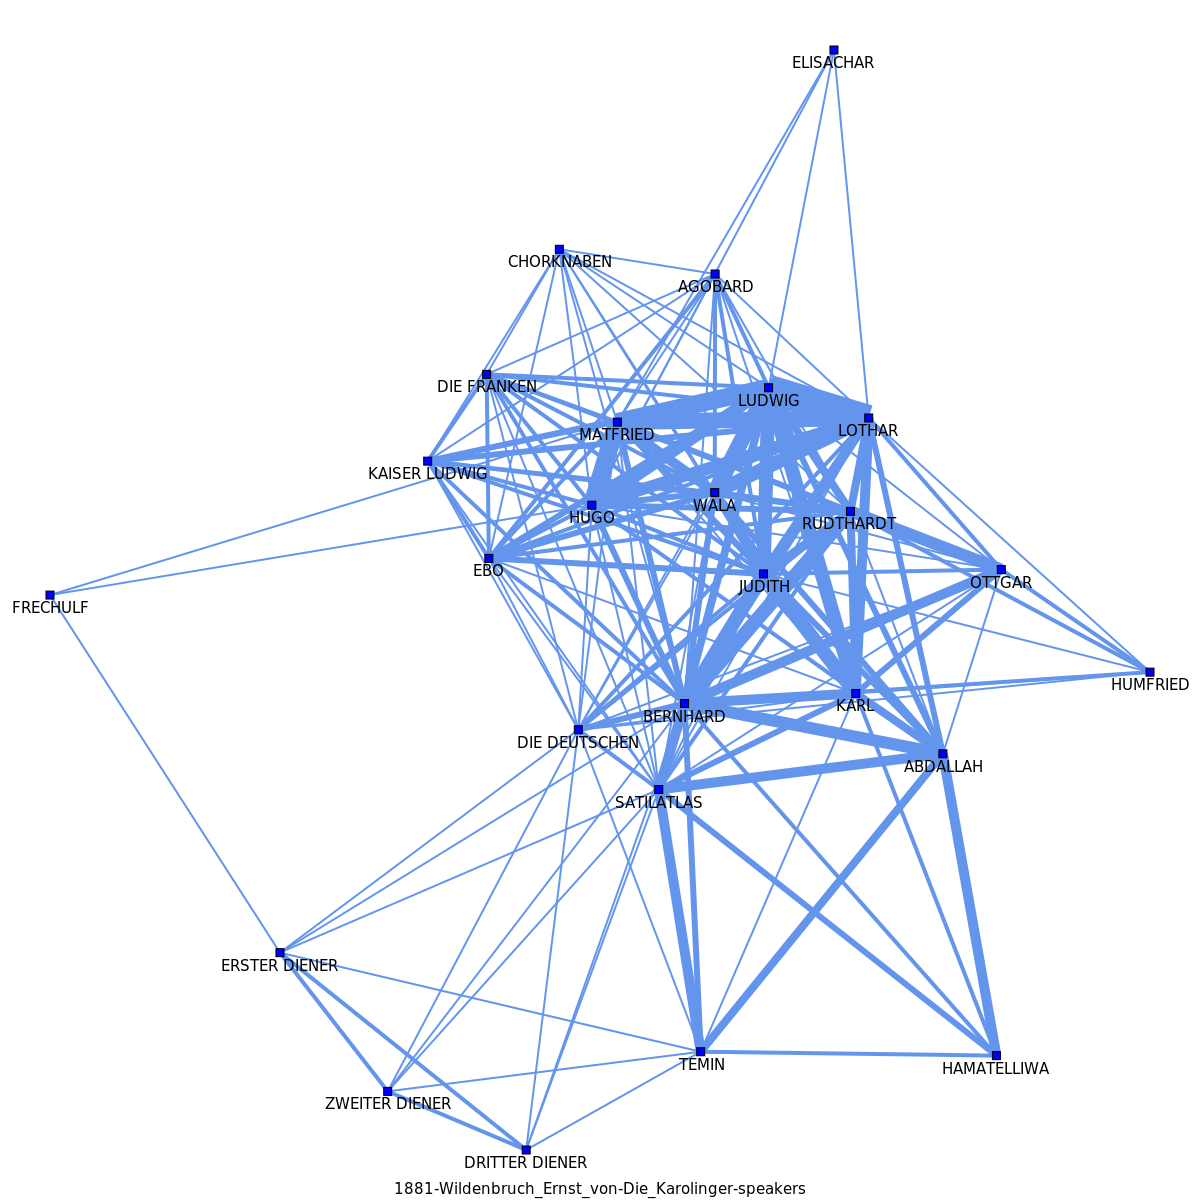 ELISACHAR
CHORKNABEN
AGOBARD
DIE FRANKEN
LUDWIG
MATFRIED
LOTHAR
KAISER LUDWIG
WALA
HUGO
RUDTHARDT
EBO
JUDITH
OTTGAR
FRECHULF
HUMFRIED
KARL
BERNHARD
DIE DEUTSCHEN
ABDALLAH
SATILATLAS
ERSTER DIENER
TEMIN
HAMATELLIWA
ZWEITER DIENER
DRITTER DIENER
1881-Wildenbruch_Ernst_von-Die_Karolinger-speakers